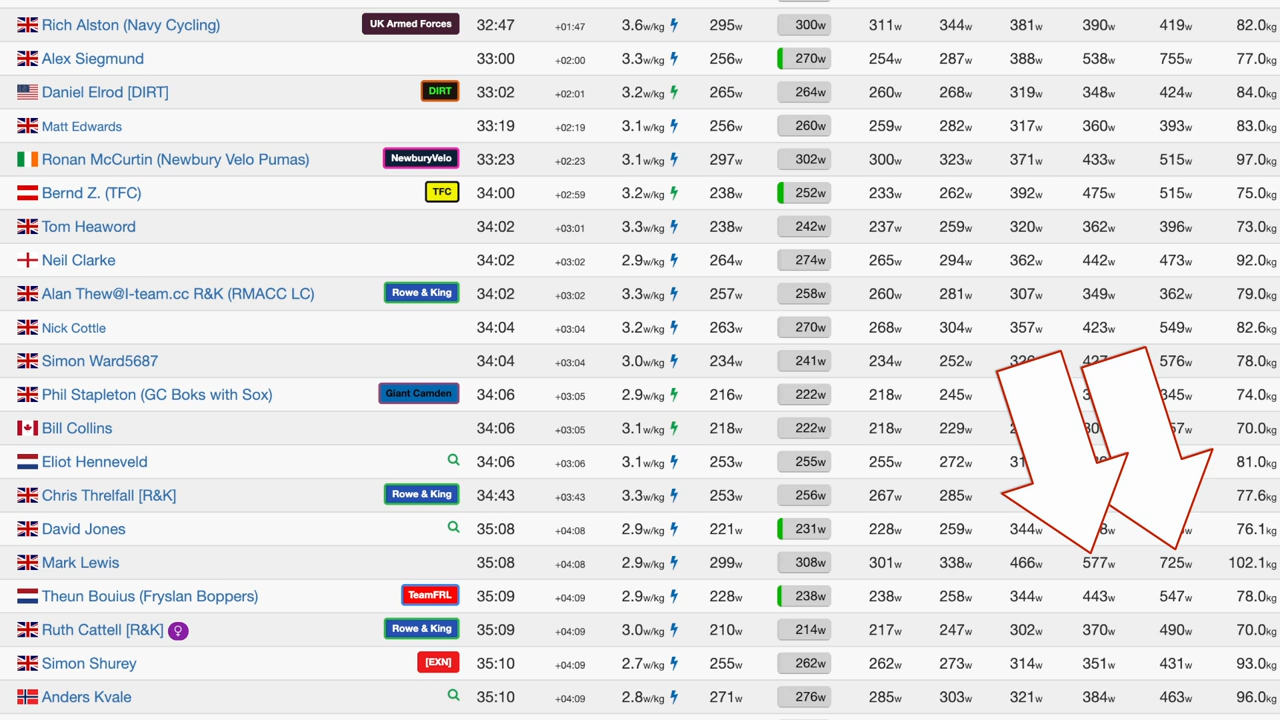 Rich Alston (Navy Cycling) UK Armed Forces 32:47 +01:47 3.6w/kg 295w 300w 311w 344w 381w 398w 419w 82.0kg
Alex Siegmund 33:00 +02:00 3.3w/kg 256w 270w 254w 287w 388w 538w 755w 77.0kg
Daniel Elrod [DIRT] DIRT 33:02 +02:01 3.2w/kg 265w 264w 260w 268w 319w 348w 424w 84.0kg
Matt Edwards 33:19 +02:19 3.1w/kg 256w 260w 259w 282w 317w 360w 393w 83.0kg
Ronan McCurtin (Newbury Velo Pumas) NewburyVelo 33:23 +02:23 3.1w/kg 297w 302w 300w 323w 371w 433w 515w 97.0kg
Bernd Z. (TFC) TFC 34:00 +02:59 3.2w/kg 238w 252w 233w 262w 392w 475w 515w 75.0kg
Tom Heaword 34:02 +03:01 3.3w/kg 238w 242w 237w 259w 320w 362w 396w 73.0kg
Neil Clarke 34:02 +03:02 2.9w/kg 264w 274w 265w 294w 362w 442w 473w 92.0kg
Alan Thew@l-team.cc R&K (RMACC LC) Rowe & King 34:02 +03:02 3.3w/kg 257w 258w 260w 281w 307w 349w 362w 79.0kg
Nick Cottle 34:04 +03:04 3.2w/kg 263w 270w 268w 304w 357w 423w 549w 82.6kg
Simon Ward5687 34:04 +03:04 3.0w/kg 234w 241w 234w 252w 576w 78.0kg
Phil Stapleton (GC Boks with Sox) Giant Camden 34:06 +03:05 2.9w/kg 216w 222w 218w 245w 74.0kg
Bill Collins 34:06 +03:05 3.1w/kg 218w 222w 218w 229w 70.0kg
Eliot Henneveld 34:06 +03:06 3.1w/kg 253w 255w 255w 272w 81.0kg
Chris Threlfall [R&K] Rowe & King 34:43 +03:43 3.3w/kg 253w 256w 267w 285w 77.6kg
David Jones 35:08 +04:08 2.9w/kg 221w 231w 228w 259w 344w 76.1kg
Mark Lewis 35:08 +04:08 2.9w/kg 299w 308w 301w 338w 466w 577w 725w 102.1kg
Theun Bouius (Fryslan Boppers) TeamFRL 35:09 +04:09 2.9w/kg 228w 238w 238w 258w 344w 443w 547w 78.0kg
Ruth Cattell [R&K] Rowe & King 35:09 +04:09 3.0w/kg 210w 214w 217w 247w 302w 370w 490w 70.0kg
Simon Shurey [EXN] 35:10 +04:09 2.7w/kg 255w 262w 262w 273w 314w 351w 431w 93.0kg
Anders Kvale 35:10 +04:09 2.8w/kg 271w 276w 285w 303w 321w 384w 463w 96.0kg